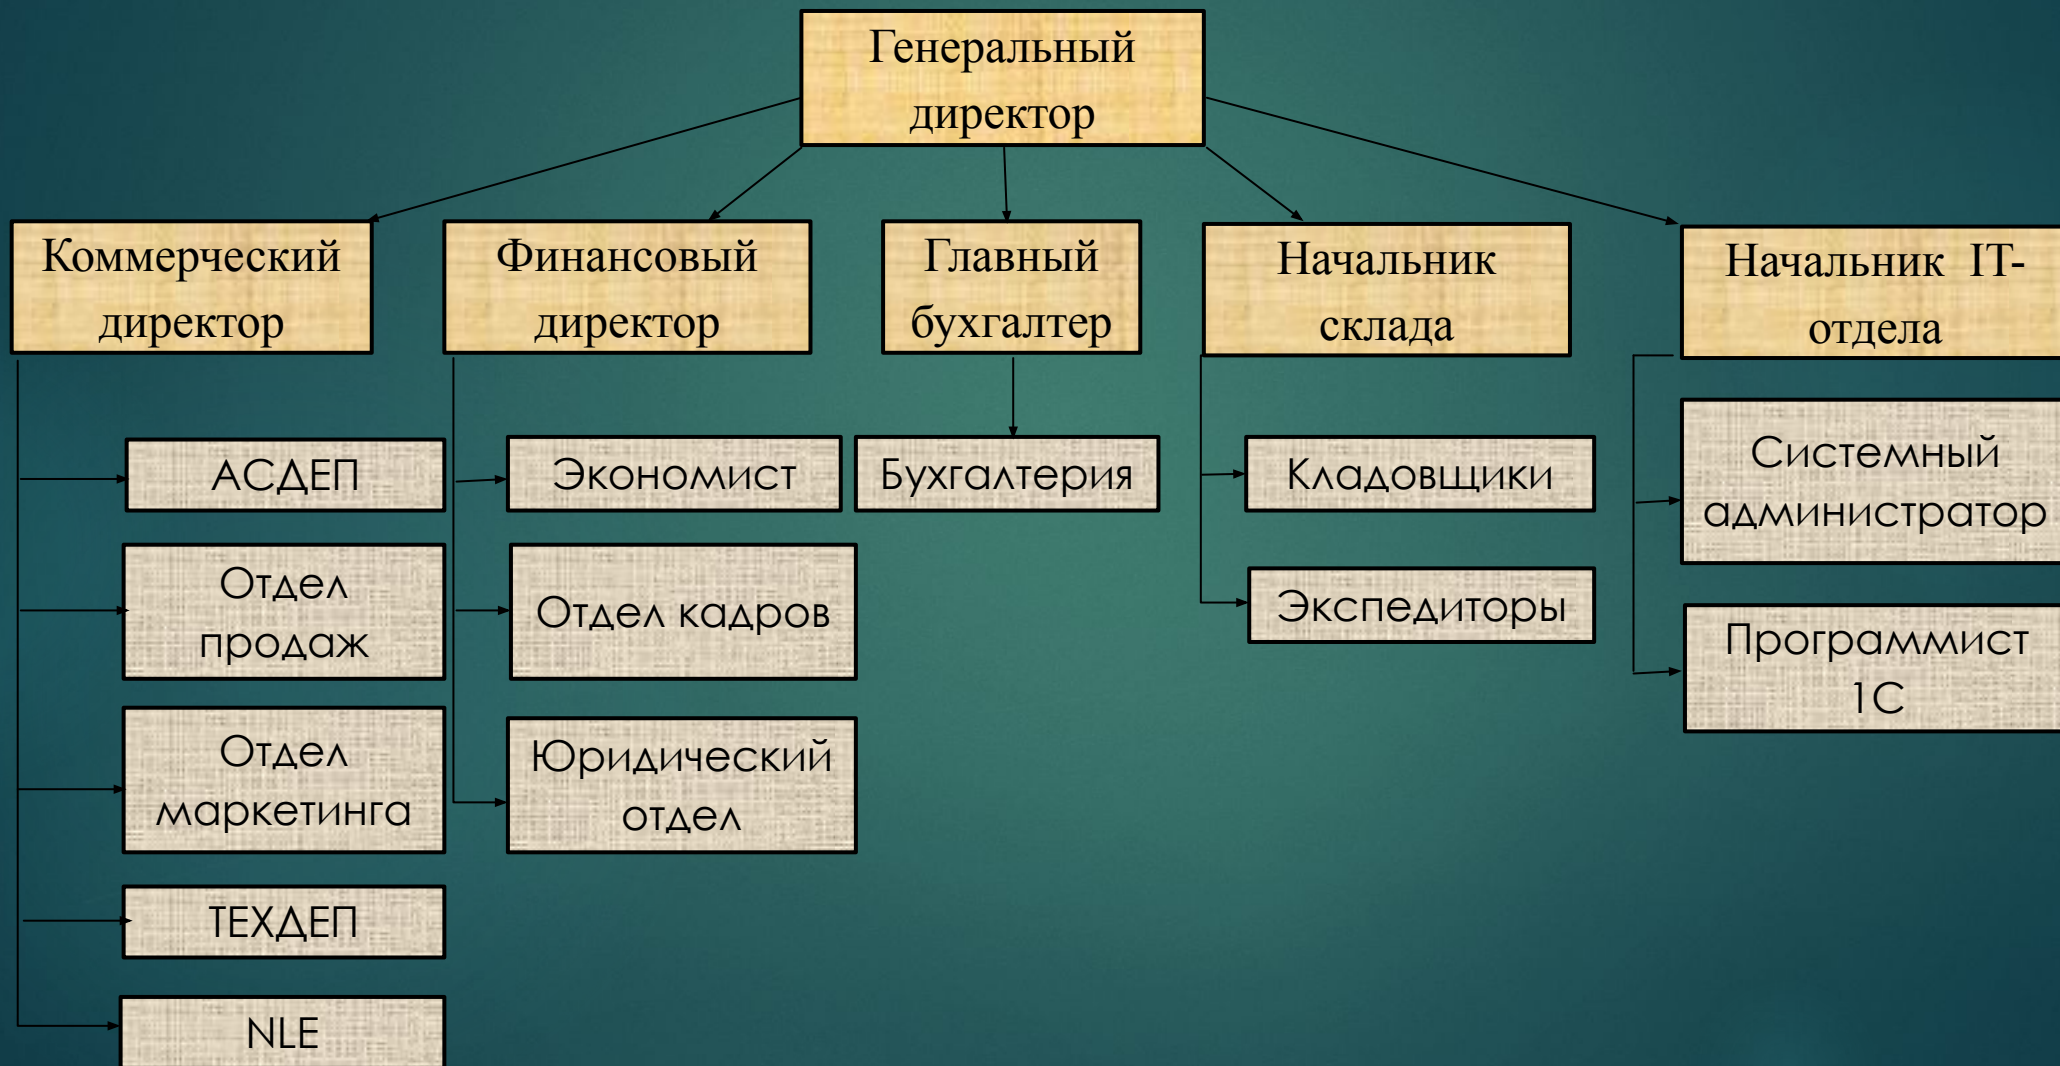 Генеральный
директор
Коммерческий
директор
Финансовый
директор
Главный
бухгалтер
Начальник
склада
Начальник IT-
отдела
АСДЕП
Отдел
продаж
Отдел
маркетинга
ТЕХДЕП
NLE
Экономист
Отдел кадров
Юридический
отдел
Бухгалтерия
Кладовщики
Экспедиторы
Системный
администратор
Программист
1С